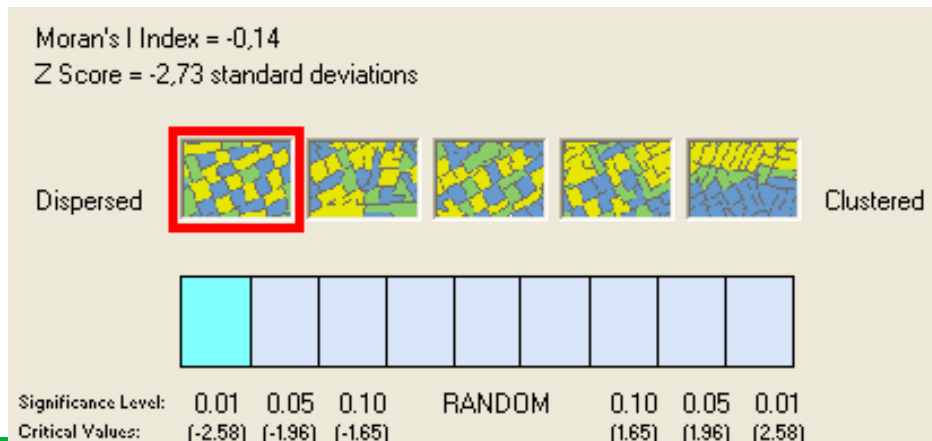 Moran's I Index = -0,14
Z Score = -2,73 standard deviations
Dispersed
Clustered
Significance Level: 0.01 0.05 0.10 RANDOM 0.10 0.05 0.01
Critical Values: (-2.58) (-1.96) (-1.65) (1.65) (1.96) (2.58)